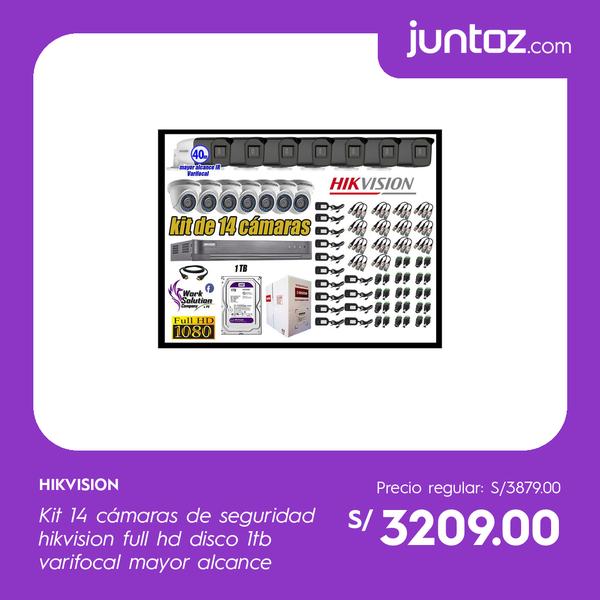 juntoz.com
40m
mayor alcance IR
Varifocal
HIKVISION
kit de 14 cámaras
1 TB
Work
Solution
Company
Full HD
1080
HIKVISION
Precio regular: S/3879.00
Kit 14 cámaras de seguridad
hikvision full hd disco 1tb
varifocal mayor alcance
S/ 3209.00